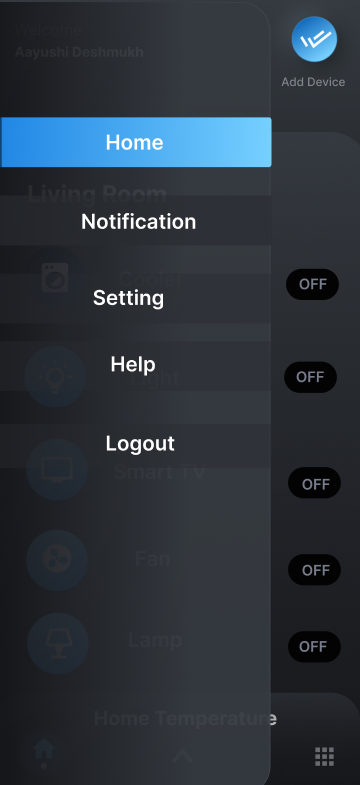 Welcome
Aayushi Deshmukh
Add Device
Home
Living Room
Notification
OFF
Setting
Help
Light
OFF
Logout
Smart TV
OFF
Fan
OFF
Lamp
OFF
Home Temperature